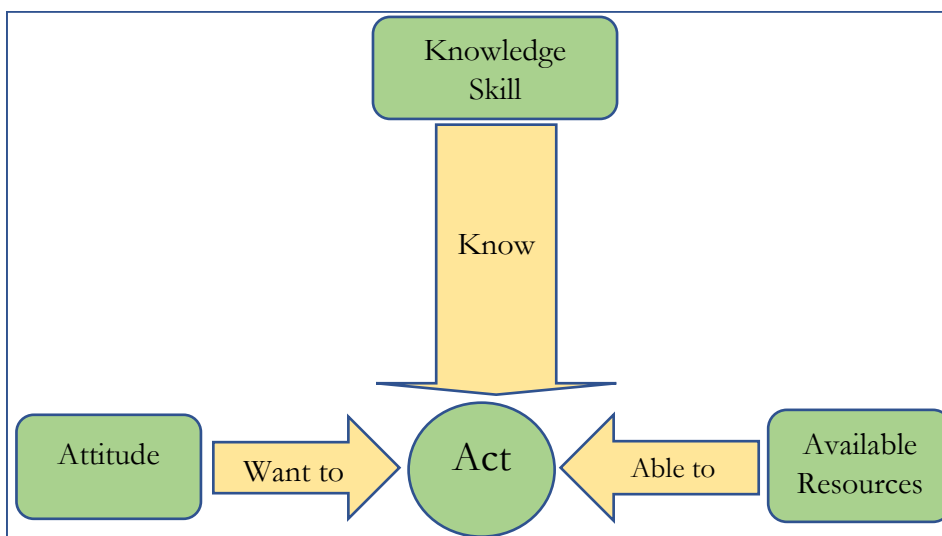 Knowledge
Skill
Know
Attitude
Want to
Act
Able to
Available
Resources